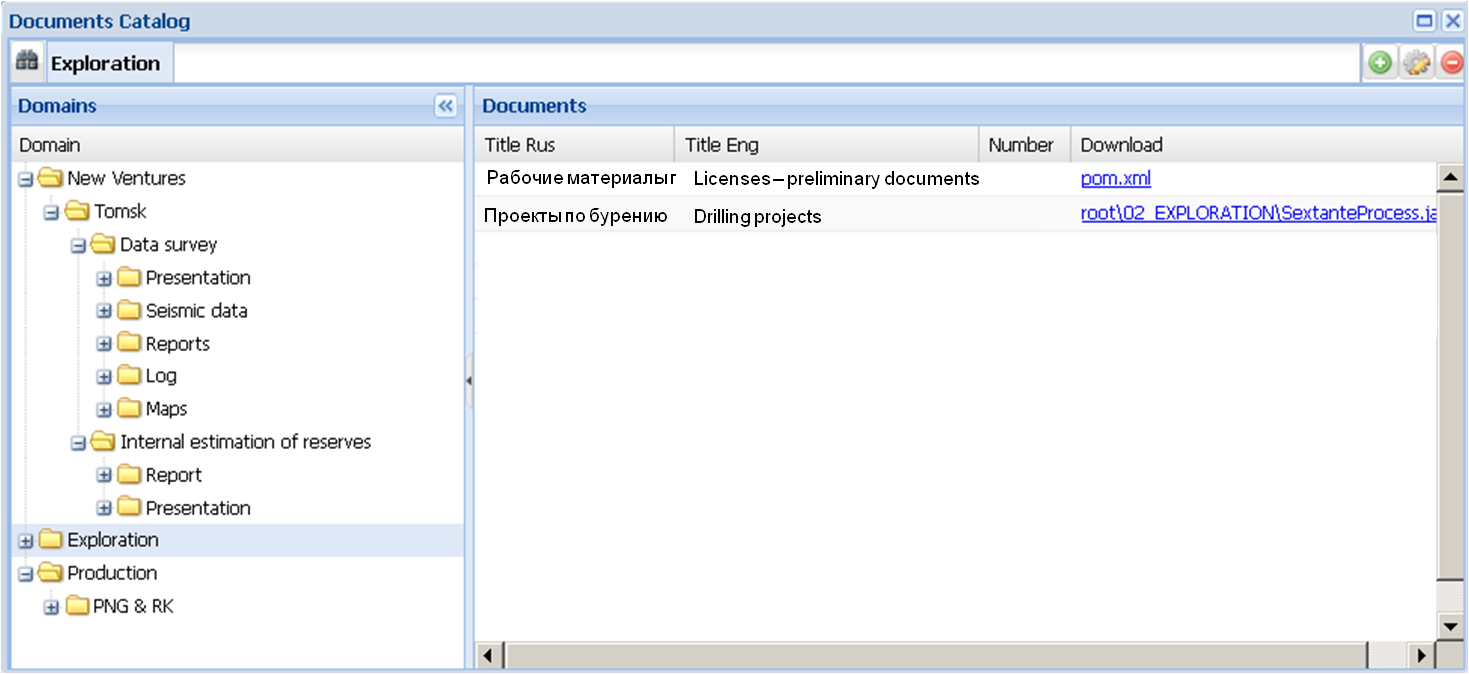 Documents Catalog
Exploration
Domains
Documents
Domain
Title Rus Title Eng Number Download
New Ventures
Tomsk
Data survey
Presentation
Seismic data
Reports
Log
Maps
Internal estimation of reserves
Report
Presentation
Exploration
Production
PNG & RK
Рабочие материалыг Licenses – preliminary documents pom.xml
Проекты по бурению Drilling projects root\02_EXPLORATION\SextanteProcess.ja